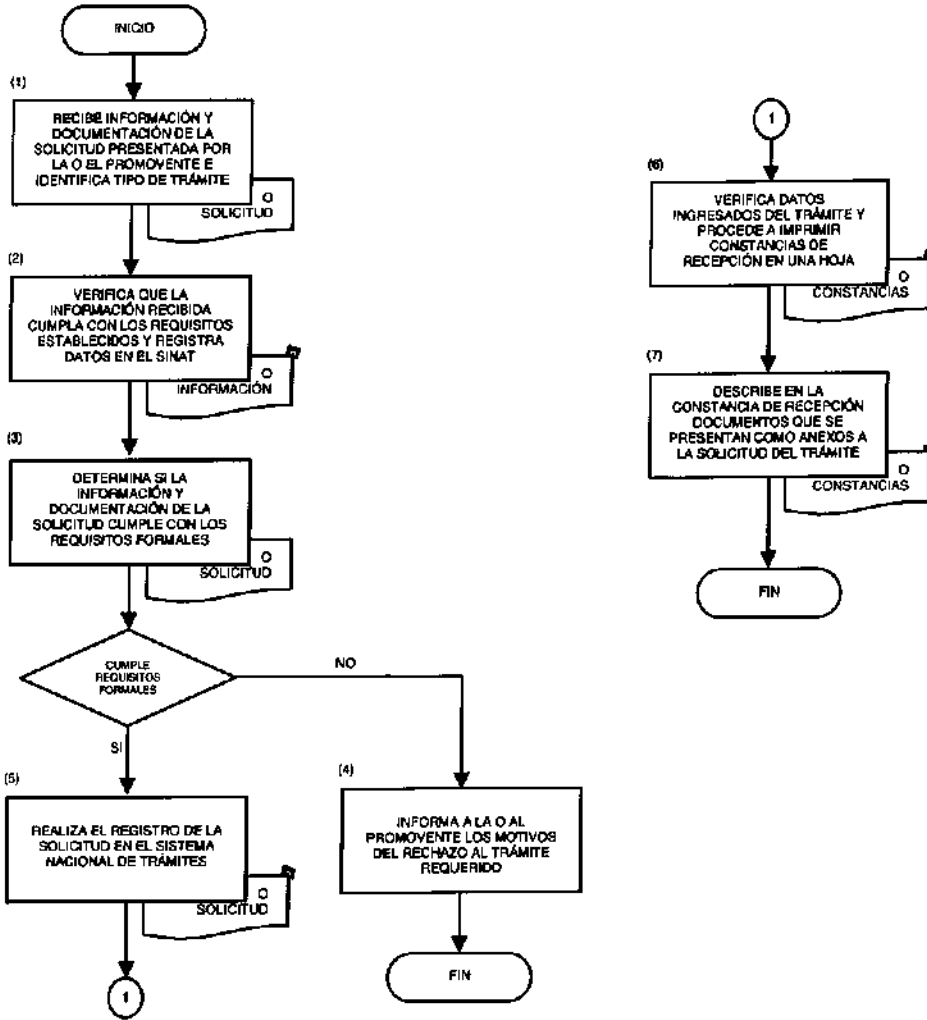 INICIO
(1)
RECIBE INFORMACIÓN Y
DOCUMENTACIÓN DE LA
SOLICITUD PRESENTADA POR
LA O EL PROMOVENTE E
IDENTIFICA TIPO DE TRÁMITE
O
SOLICITUD
(2)
VERIFICA QUE LA
INFORMACIÓN RECIBIDA
CUMPLA CON LOS REQUISITOS
ESTABLECIDOS Y REGISTRA
DATOS EN EL SINAT
O
INFORMACIÓN
(3)
DETERMINA SI LA
INFORMACIÓN Y
DOCUMENTACIÓN DE LA
SOLICITUD CUMPLE CON LOS
REQUISITOS FORMALES
O
SOLICITUD
CUMPLE
REQUISITOS
FORMALES
NO
SI
(5)
REALIZA EL REGISTRO DE LA
SOLICITUD EN EL SISTEMA
NACIONAL DE TRÁMITES
O
SOLICITUD
1
(4)
INFORMA A LA O AL
PROMOVENTE LOS MOTIVOS
DEL RECHAZO AL TRÁMITE
REQUERIDO
FIN
1
(6)
VERIFICA DATOS
INGRESADOS DEL TRÁMITE Y
PROCEDE A IMPRIMIR
CONSTANCIAS DE
RECEPCIÓN EN UNA HOJA
O
CONSTANCIAS
(7)
DESCRIBE EN LA
CONSTANCIA DE RECEPCIÓN
DOCUMENTOS QUE SE
PRESENTAN COMO ANEXOS A
LA SOLICITUD DEL TRÁMITE
O
CONSTANCIAS
FIN